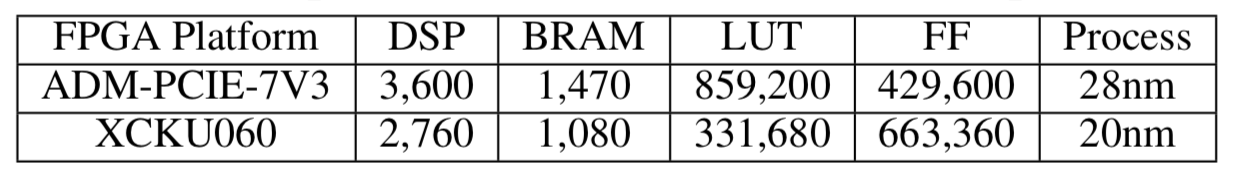 FPGA Platform DSP BRAM LUT FF Process
ADM-PCIE-7V3 3,600 1,470 859,200 429,600 28nm
XCKU060 2,760 1,080 331,680 663,360 20nm